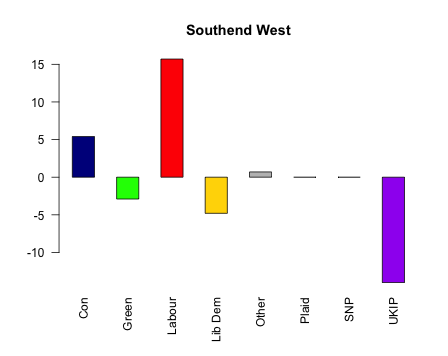 Southend West
15
10
5
0
-5
-10
Con
Green
Labour
Lib Dem
Other
Plaid
SNP
UKIP